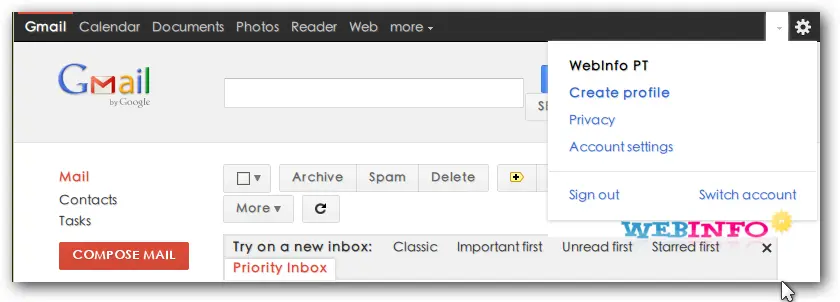 Gmail Calendar Documents Photos Reader Web more
Gmail
by Google
WebInfo PT
Create profile
Privacy
Account settings
Sign out Switch account
Mail
Contacts
Tasks
COMPOSE MAIL
Archive Spam Delete
More
WEBINFO
Try on a new inbox: Classic Important first Unread first Starred first
Priority Inbox